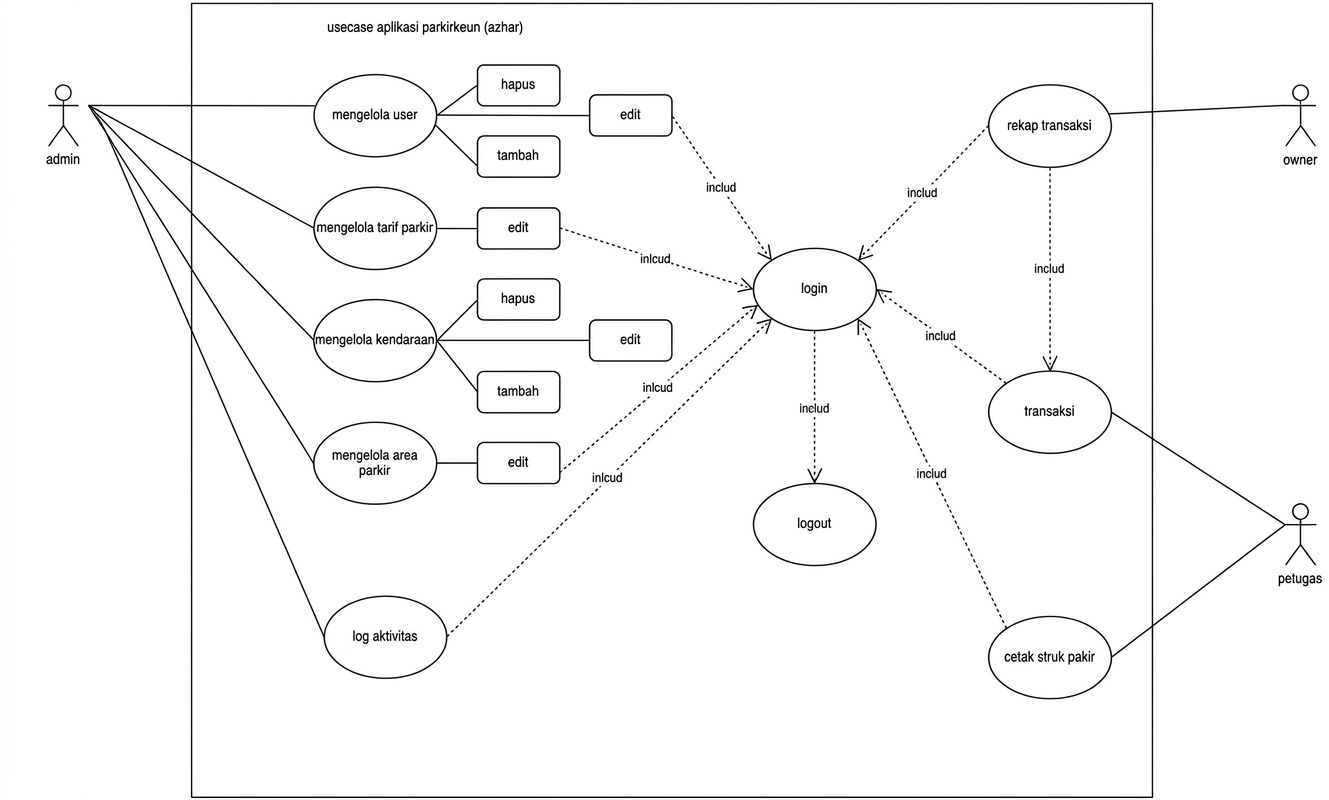 usecase aplikasi parkirkeun (azhar)
admin
mengelola user
hapus
edit
tambah
mengelola tarif parkir
edit
mengelola kendaraan
hapus
edit
tambah
mengelola area
parkir
edit
log aktivitas
includ
inlcud
inlcud
inlcud
login
includ
logout
includ
includ
includ
includ
rekap transaksi
transaksi
cetak struk pakir
owner
petugas